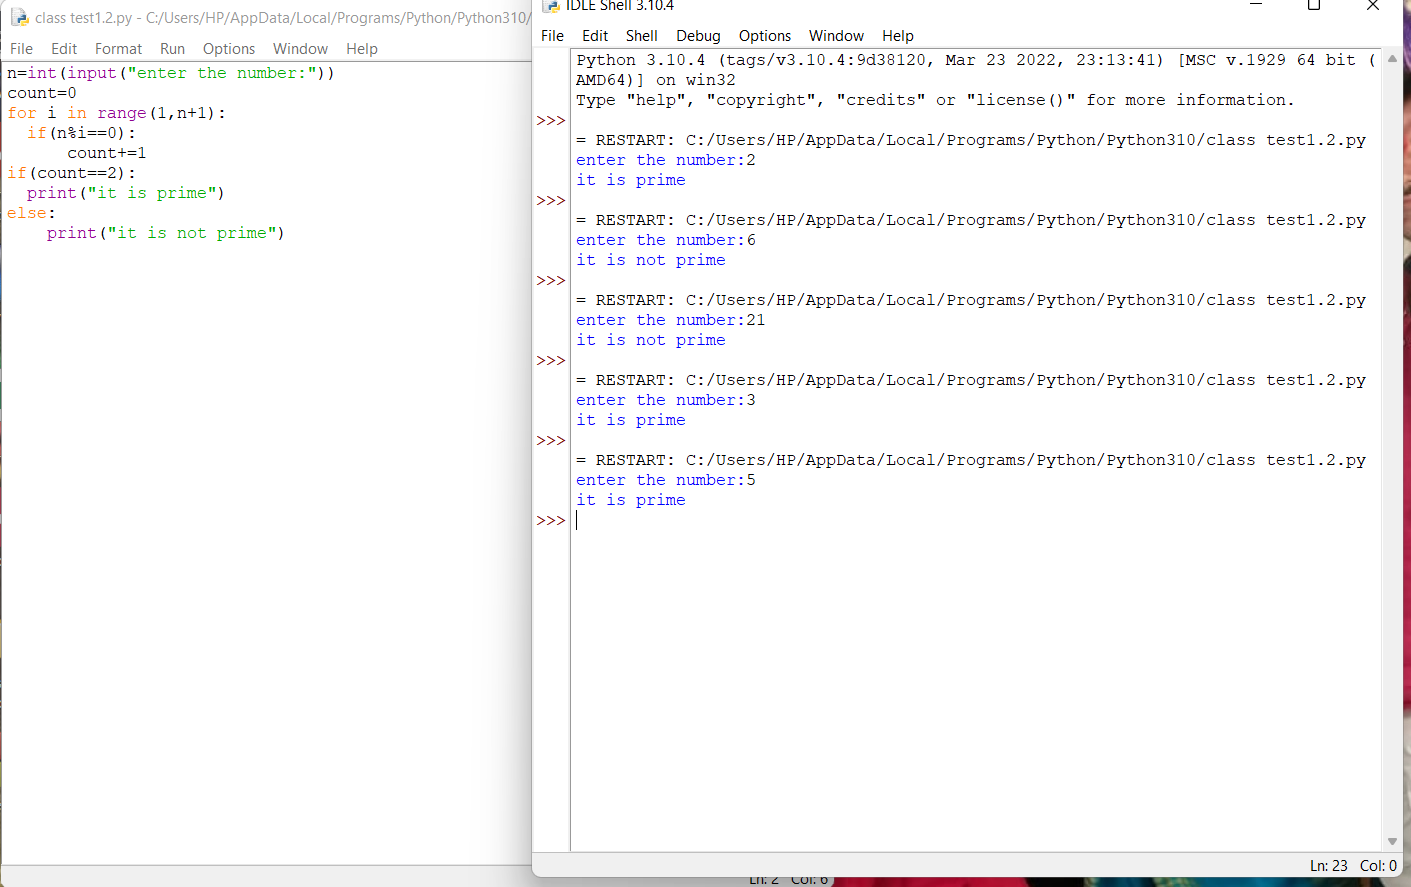 class test1.2.py - C:/Users/HP/AppData/Local/Programs/Python/Python310/
File Edit Format Run Options Window Help
n=int(input("enter the number:"))
count=0
for i in range(1,n+1):
  if(n%i==0):
      count+=1
if(count==2):
  print("it is prime")
else:
    print("it is not prime")
Ln: 2 Col: 6
IDLE Shell 3.10.4
File Edit Shell Debug Options Window Help
Python 3.10.4 (tags/v3.10.4:9d38120, Mar 23 2022, 23:13:41) [MSC v.1929 64 bit (
AMD64)] on win32
Type "help", "copyright", "credits" or "license()" for more information.
>>>
= RESTART: C:/Users/HP/AppData/Local/Programs/Python/Python310/class test1.2.py
enter the number:2
it is prime
>>>
= RESTART: C:/Users/HP/AppData/Local/Programs/Python/Python310/class test1.2.py
enter the number:6
it is not prime
>>>
= RESTART: C:/Users/HP/AppData/Local/Programs/Python/Python310/class test1.2.py
enter the number:21
it is not prime
>>>
= RESTART: C:/Users/HP/AppData/Local/Programs/Python/Python310/class test1.2.py
enter the number:3
it is prime
>>>
= RESTART: C:/Users/HP/AppData/Local/Programs/Python/Python310/class test1.2.py
enter the number:5
it is prime
>>>
Ln: 23 Col: 0